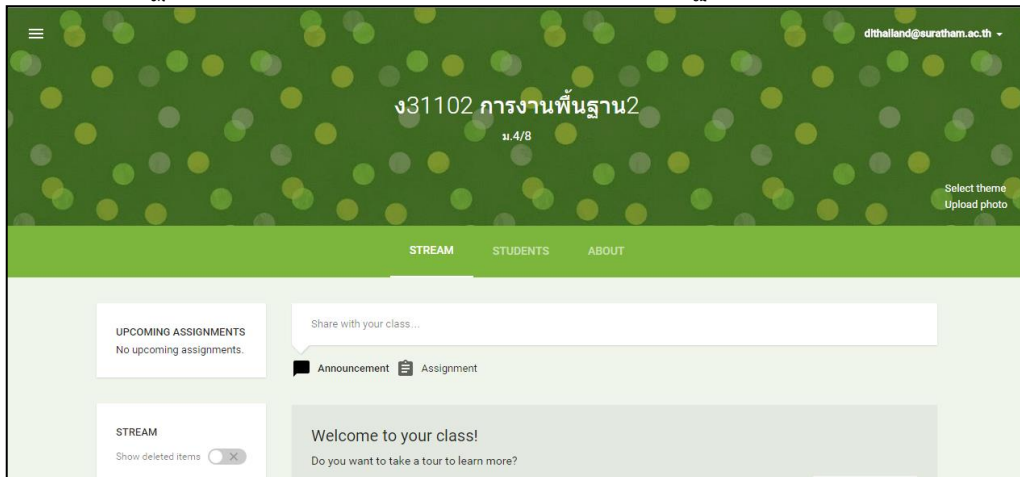 dlthailand@suratham.ac.th
ง31102 การงานพื้นฐาน2
ม.4/8
Select theme
Upload photo
STREAM STUDENTS ABOUT
UPCOMING ASSIGNMENTS
No upcoming assignments.
Share with your class...
Announcement Assignment
STREAM
Show deleted items
Welcome to your class!
Do you want to take a tour to learn more?